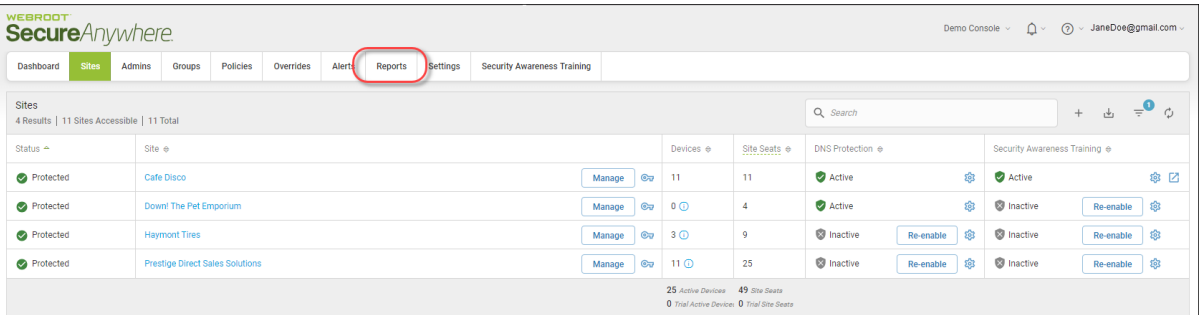 WEBROOT
SecureAnywhere.
Demo Console
JaneDoe@gmail.com
Dashboard Sites Admins Groups Policies Overrides Alerts Reports Settings Security Awareness Training
Sites
4 Results | 11 Sites Accessible | 11 Total
Search
1
Status Site Devices Site Seats DNS Protection Security Awareness Training
Protected Cafe Disco Manage 11 11 Active Active
Protected Down! The Pet Emporium Manage 0 4 Active Inactive Re-enable
Protected Haymont Tires Manage 3 9 Inactive Re-enable Inactive Re-enable
Protected Prestige Direct Sales Solutions Manage 11 25 Inactive Re-enable Inactive Re-enable
25 Active Devices 49 Site Seats
0 Trial Active Devices 0 Trial Site Seats